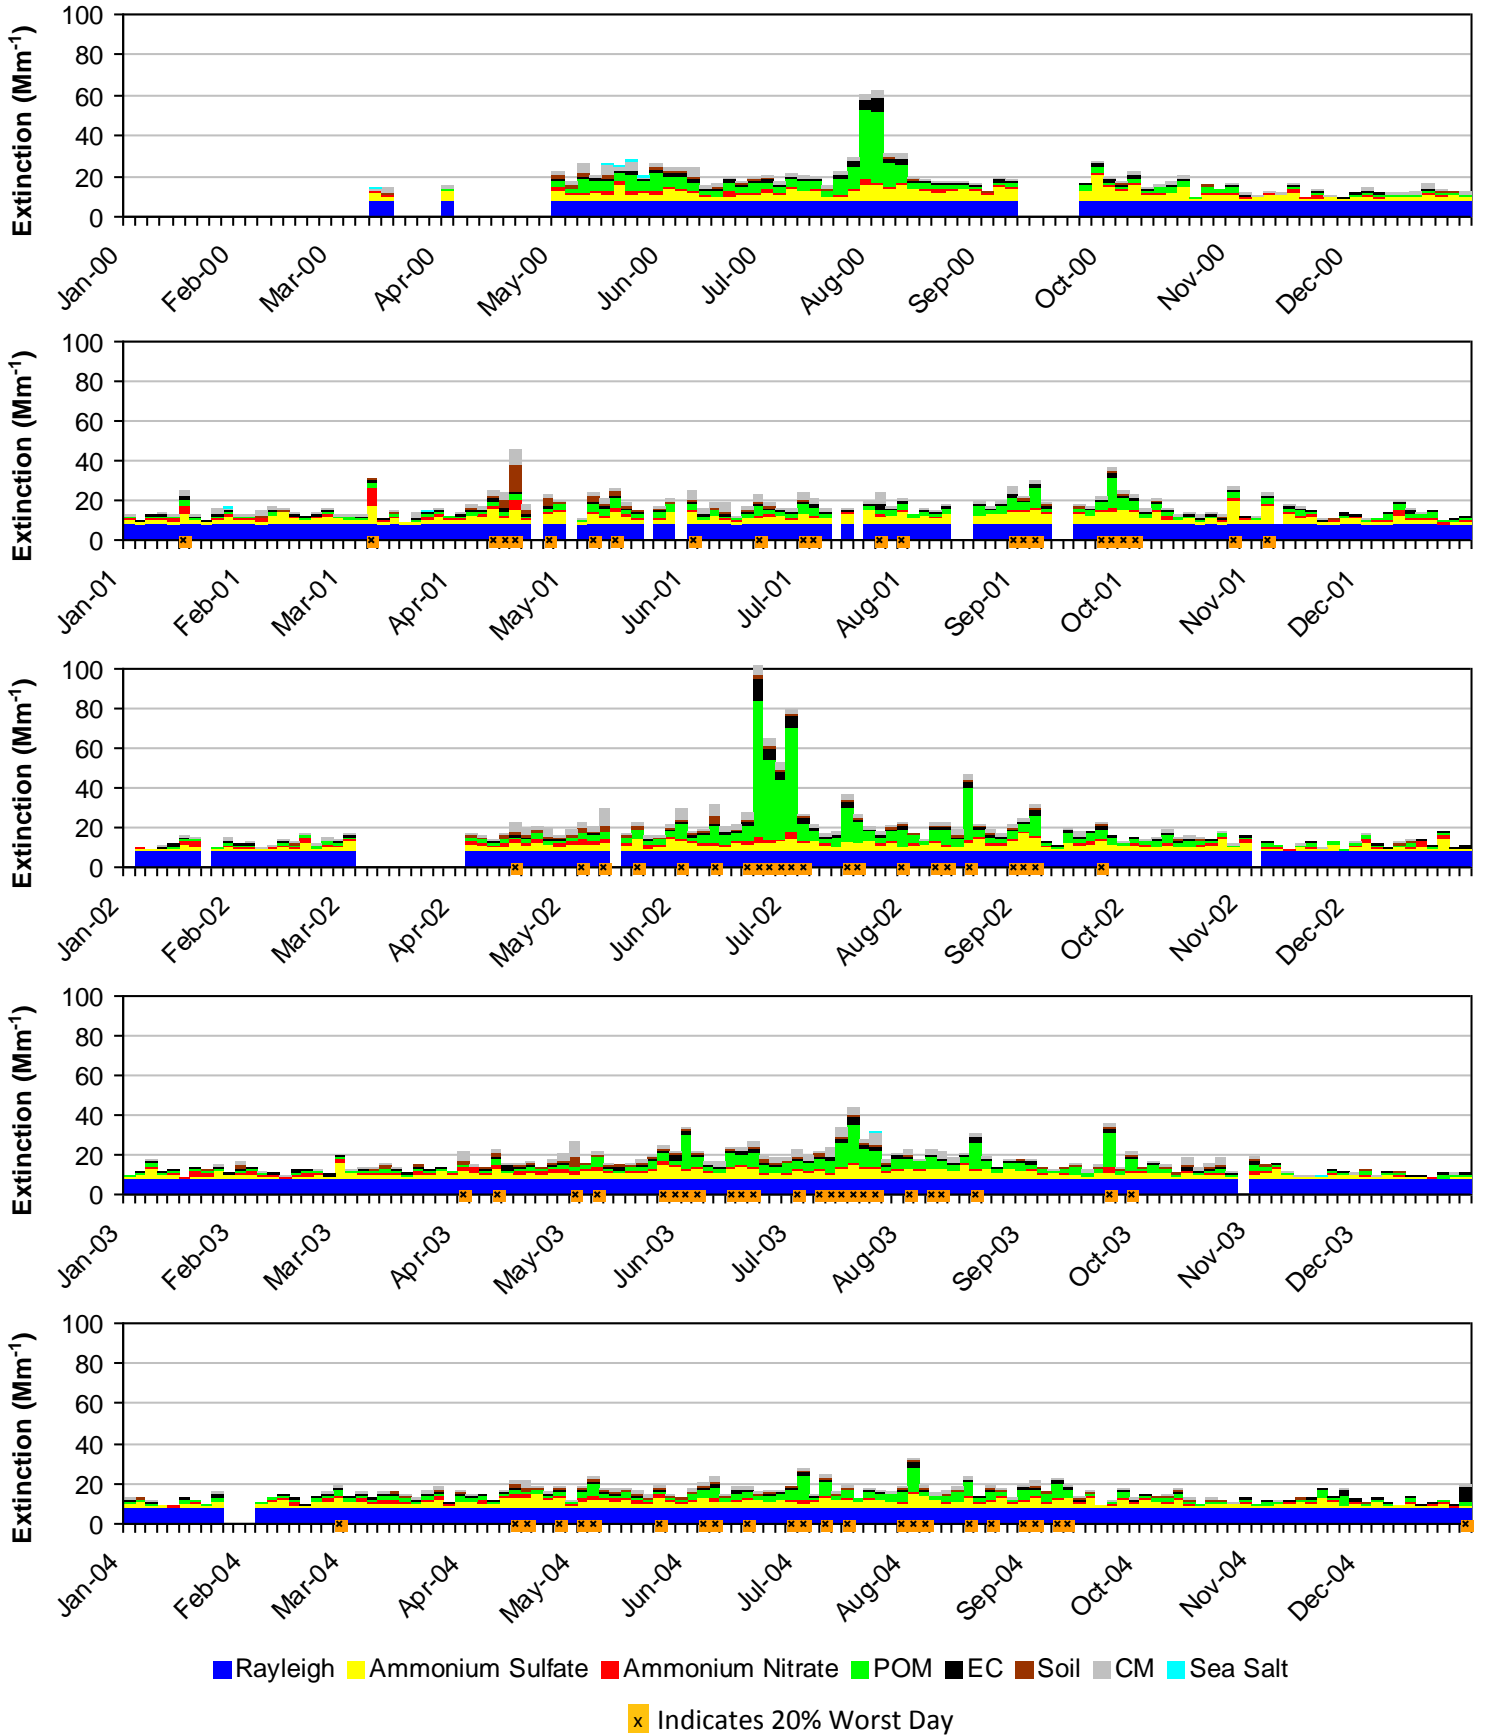 Extinction (Mm-1)
100
80
60
40
20
0
Jan-00
Feb-00
Mar-00
Apr-00
May-00
Jun-00
Jul-00
Aug-00
Sep-00
Oct-00
Nov-00
Dec-00
Extinction (Mm-1)
100
80
60
40
20
0
Jan-01
Feb-01
Mar-01
Apr-01
May-01
Jun-01
Jul-01
Aug-01
Sep-01
Oct-01
Nov-01
Dec-01
Extinction (Mm-1)
100
80
60
40
20
0
Jan-02
Feb-02
Mar-02
Apr-02
May-02
Jun-02
Jul-02
Aug-02
Sep-02
Oct-02
Nov-02
Dec-02
Extinction (Mm-1)
100
80
60
40
20
0
Jan-03
Feb-03
Mar-03
Apr-03
May-03
Jun-03
Jul-03
Aug-03
Sep-03
Oct-03
Nov-03
Dec-03
Extinction (Mm-1)
100
80
60
40
20
0
Jan-04
Feb-04
Mar-04
Apr-04
May-04
Jun-04
Jul-04
Aug-04
Sep-04
Oct-04
Nov-04
Dec-04
Rayleigh Ammonium Sulfate Ammonium Nitrate POM EC Soil CM Sea Salt
x Indicates 20% Worst Day